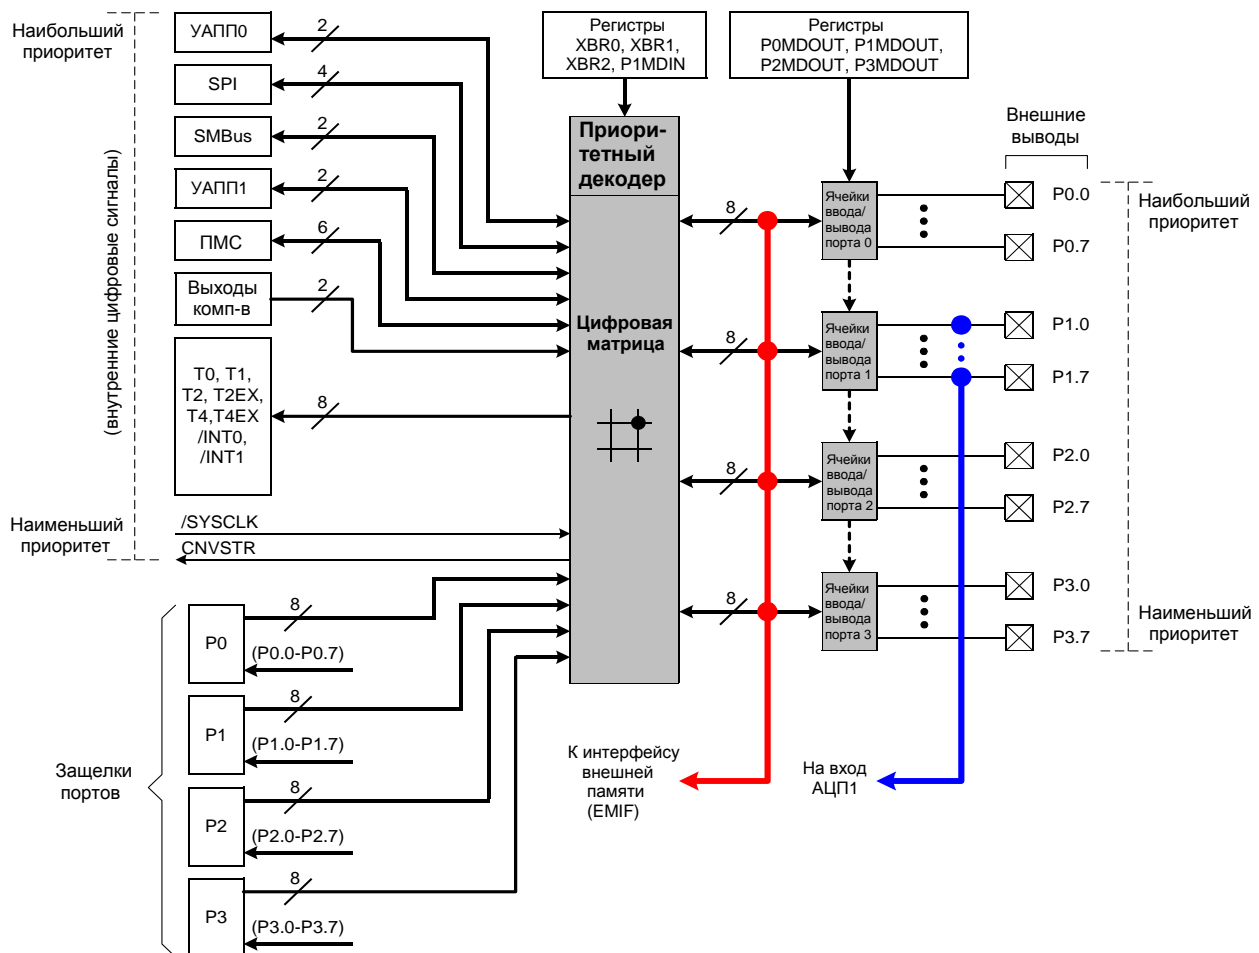 Наибольший
приоритет
(внутренние цифровые сигналы)
Наименьший
приоритет
УАПП0
2
SPI
4
SMBus
2
УАПП1
2
ПМС
6
Выходы
комп-в
2
T0, T1,
T2, T2EX,
T4,T4EX
/INT0,
/INT1
8
/SYSCLK
CNVSTR
Регистры
XBR0, XBR1,
XBR2, P1MDIN
Регистры
P0MDOUT, P1MDOUT,
P2MDOUT, P3MDOUT
Приори-
тетный
декодер
Цифровая
матрица
8
8
8
8
Ячейки
ввода/
вывода
порта 0
Ячейки
ввода/
вывода
порта 1
Ячейки
ввода/
вывода
порта 2
Ячейки
ввода/
вывода
порта 3
Внешние
выводы
P0.0
P0.7
P1.0
P1.7
P2.0
P2.7
P3.0
P3.7
Наибольший
приоритет
Наименьший
приоритет
Защелки
портов
P0
8
(P0.0-P0.7)
P1
8
(P1.0-P1.7)
P2
8
(P2.0-P2.7)
P3
8
(P3.0-P3.7)
К интерфейсу
внешней
памяти
(EMIF)
На вход
АЦП1